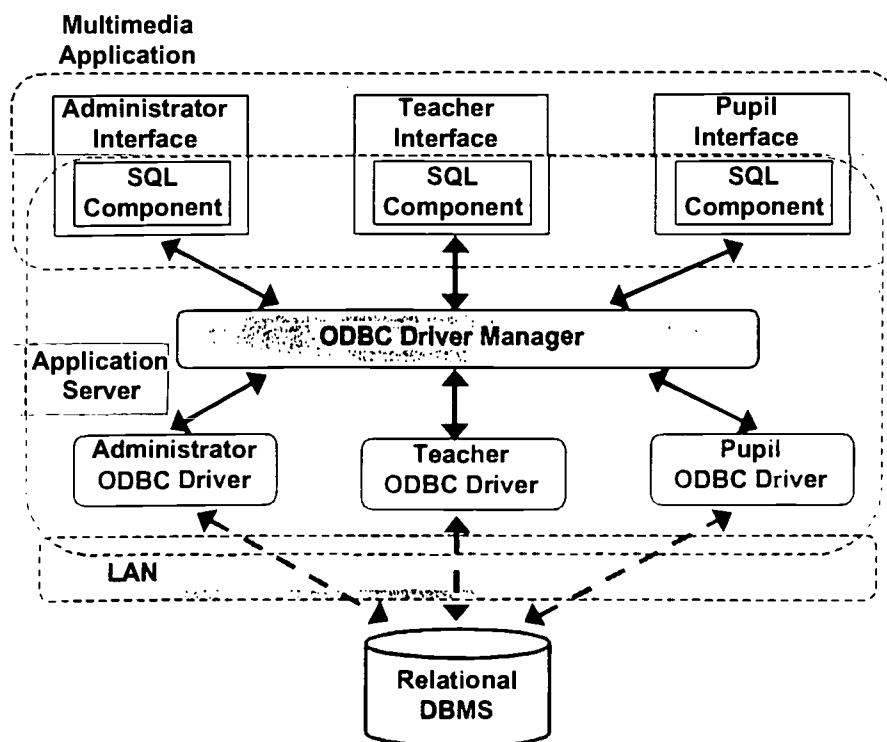 Multimedia
Application
Administrator
Interface
Teacher
Interface
Pupil
Interface
SQL
Component
SQL
Component
SQL
Component
ODBC Driver Manager
Application
Server
Administrator
ODBC Driver
Teacher
ODBC Driver
Pupil
ODBC Driver
LAN
Relational
DBMS